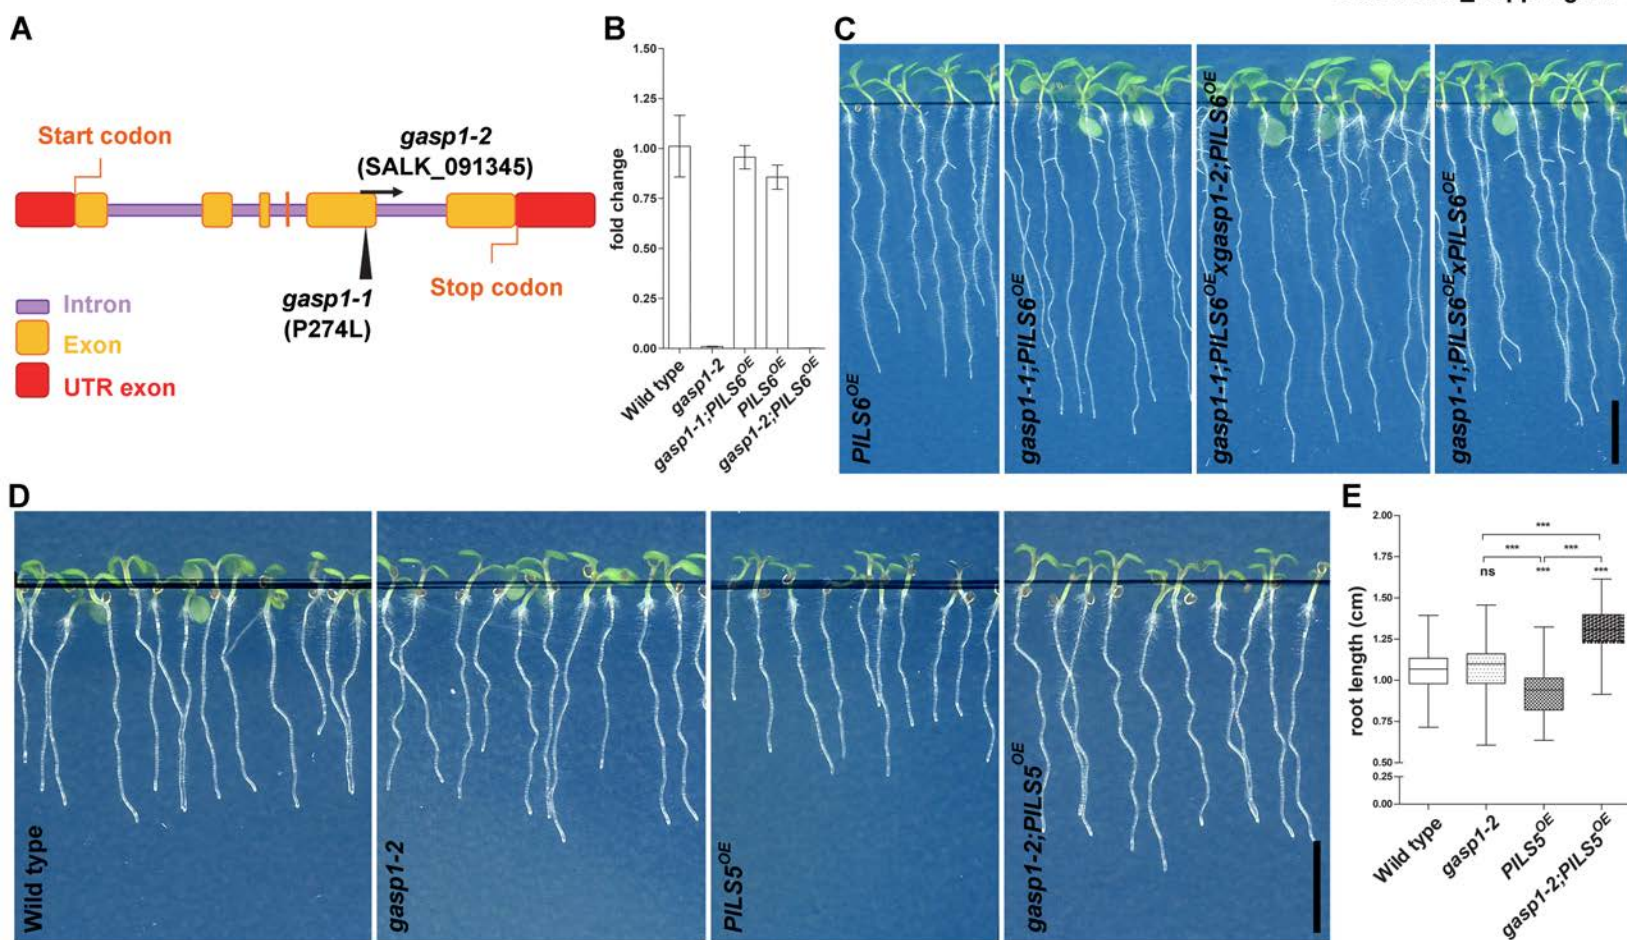 A
Start codon
gasp1-2
(SALK_091345)
gasp1-1
(P274L)
Stop codon
Intron
Exon
UTR exon
B
fold change
1.50
1.25
1.00
0.75
0.50
0.25
0.00
Wild type
gasp1-2
gasp1-1;PILS6OE
PILS6OE
gasp1-2;PILS6OE
C
PILS6OE
gasp1-1;PILS6OE
gasp1-1;PILS6OExgasp1-2;PILS6OE
gasp1-1;PILS6OExPILS6OE
D
Wild type
gasp1-2
PILS5OE
gasp1-2;PILS5OE
E
root length (cm)
2.00
1.75
1.50
1.25
1.00
0.75
0.50
0.25
0.00
***
*** ***
ns *** ***
Wild type
gasp1-2
PILS5OE
gasp1-2;PILS5OE